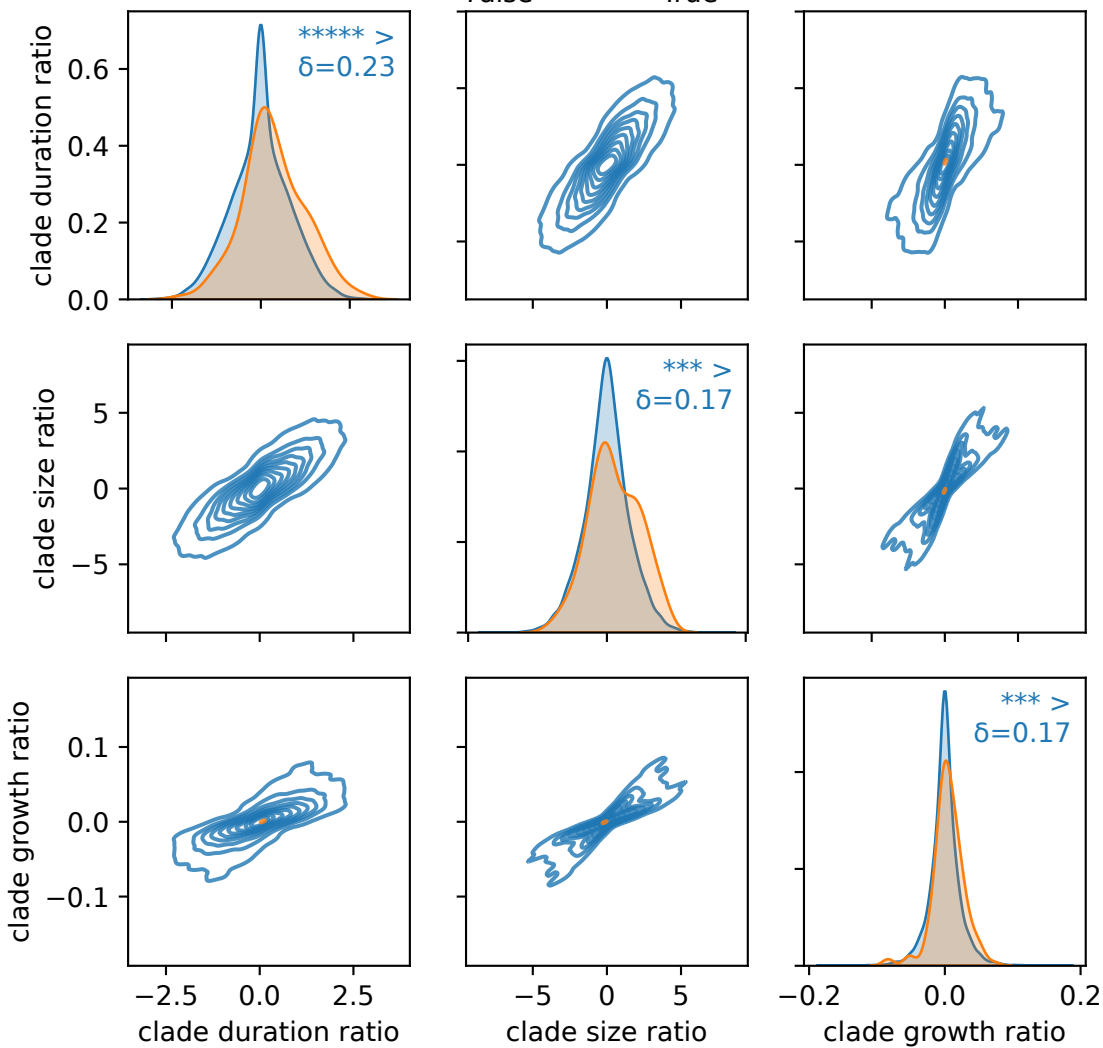 True
clade duration ratio
0.6
0.4
0.2
0.0
***** >
δ=0.23
clade size ratio
5
0
−5
*** >
δ=0.17
clade growth ratio
0.1
0.0
−0.1
*** >
δ=0.17
−2.5 0.0 2.5
−5 0 5
−0.2 0.0 0.2
clade duration ratio
clade size ratio
clade growth ratio